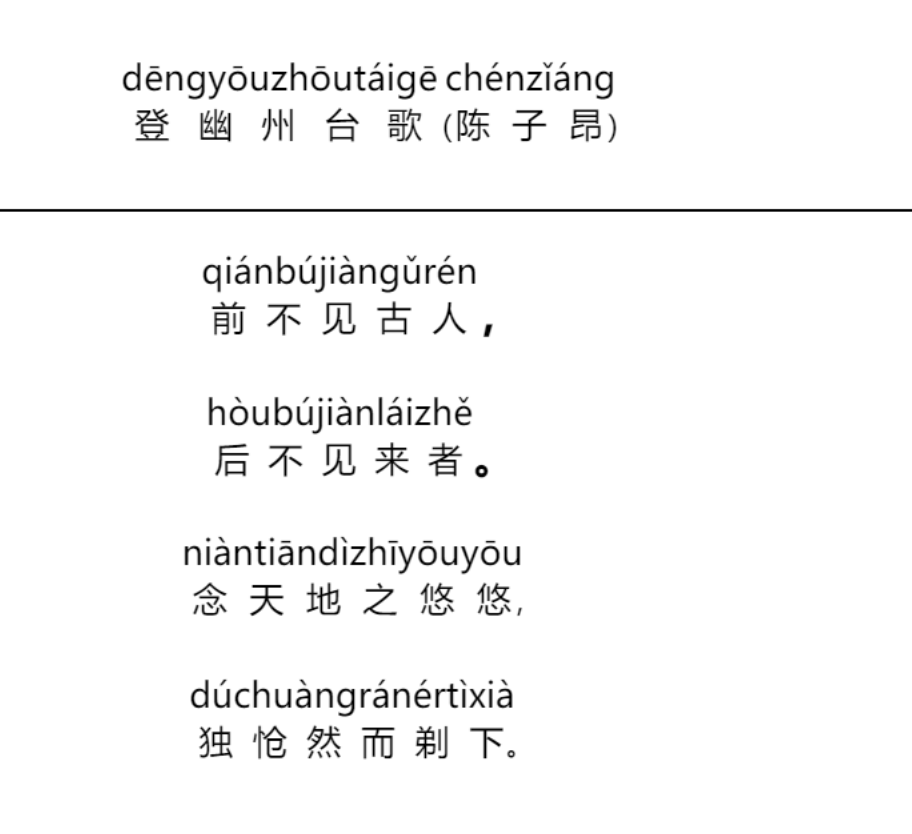 dēngyōuzhōutáigē chénzǐáng
登幽州台歌(陈子昂)
qiánbújiàngǔrén
前不见古人，
hòubújiànláizhě
后不见来者。
niàntiāndìzhīyōuyōu
念天地之悠悠,
dúchuàngránértìxià
独怆然而剃下。